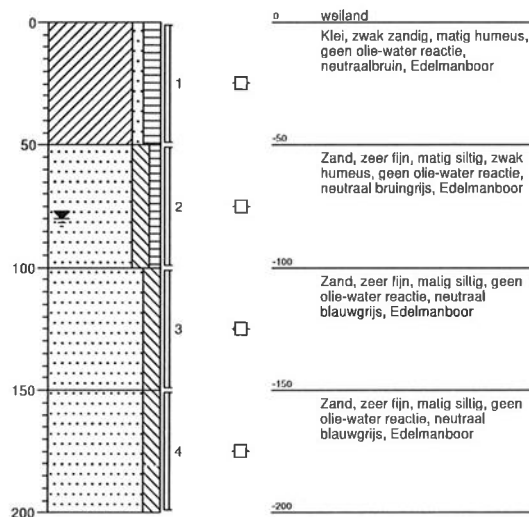 0
50
100
150
200
1
2
3
4
0 weiland
Klei, zwak zandig, matig humeus,
geen olie-water reactie,
neutraalbruin, Edelmanboor
-50
Zand, zeer fijn, matig siltig, zwak
humeus, geen olie-water reactie,
neutraal bruingrijs, Edelmanboor
-100
Zand, zeer fijn, matig siltig, geen
olie-water reactie, neutraal
blauwgrijs, Edelmanboor
-150
Zand, zeer fijn, matig siltig, geen
olie-water reactie, neutraal
blauwgrijs, Edelmanboor
-200